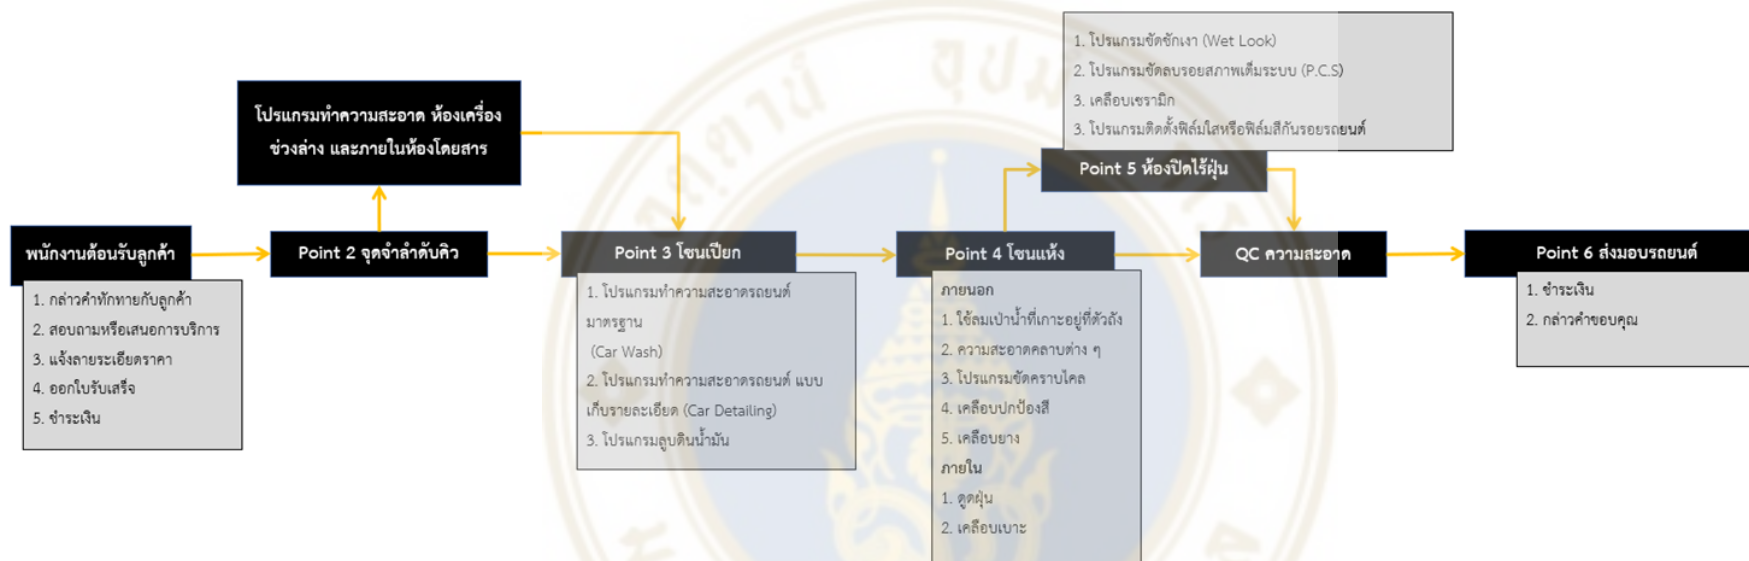 1. โปรแกรมขัดชักเงา (Wet Look)
2. โปรแกรมขัดลบรอยสภาพเต็มระบบ (P.C.S)
3. เคลือบเซรามิก
3. โปรแกรมติดตั้งฟิล์มใสหรือฟิล์มสีกันรอยรถยนต์
โปรแกรมทำความสะอาด ห้องเครื่อง
ช่วงล่าง และภายในห้องโดยสาร
Point 5 ห้องปิดไร้ฝุ่น
พนักงานต้อนรับลูกค้า
1. กล่าวคำทักทายกับลูกค้า
2. สอบถามหรือเสนอการบริการ
3. แจ้งลายระเอียดราคา
4. ออกใบรับเสร็จ
5. ชำระเงิน
Point 2 จุดจำลำดับคิว
Point 3 โซนเปียก
1. โปรแกรมทำความสะอาดรถยนต์
มาตรฐาน
(Car Wash)
2. โปรแกรมทำความสะอาดรถยนต์ แบบ
เก็บรายละเอียด (Car Detailing)
3. โปรแกรมลูบดินน้ำมัน
Point 4 โซนแห้ง
ภายนอก
1. ใช้ลมเป่าน้ำที่เกาะอยู่ที่ตัวถัง
2. ความสะอาดคลาบต่าง ๆ
3. โปรแกรมขัดคราบไคล
4. เคลือบปกป้องสี
5. เคลือบยาง
ภายใน
1. ดูดฝุ่น
2. เคลือบเบาะ
QC ความสะอาด
Point 6 ส่งมอบรถยนต์
1. ชำระเงิน
2. กล่าวคำขอบคุณ